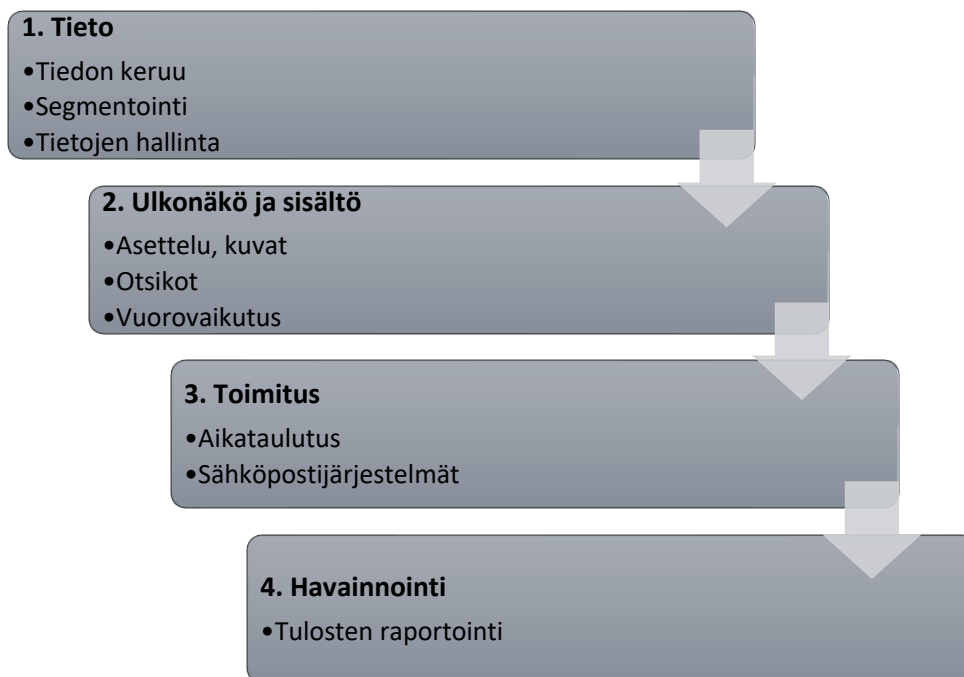 1. Tieto
•Tiedon keruu
•Segmentointi
•Tietojen hallinta
2. Ulkonäkö ja sisältö
•Asettelu, kuvat
•Otsikot
•Vuorovaikutus
3. Toimitus
•Aikataulutus
•Sähköpostijärjestelmät
4. Havainnointi
•Tulosten raportointi